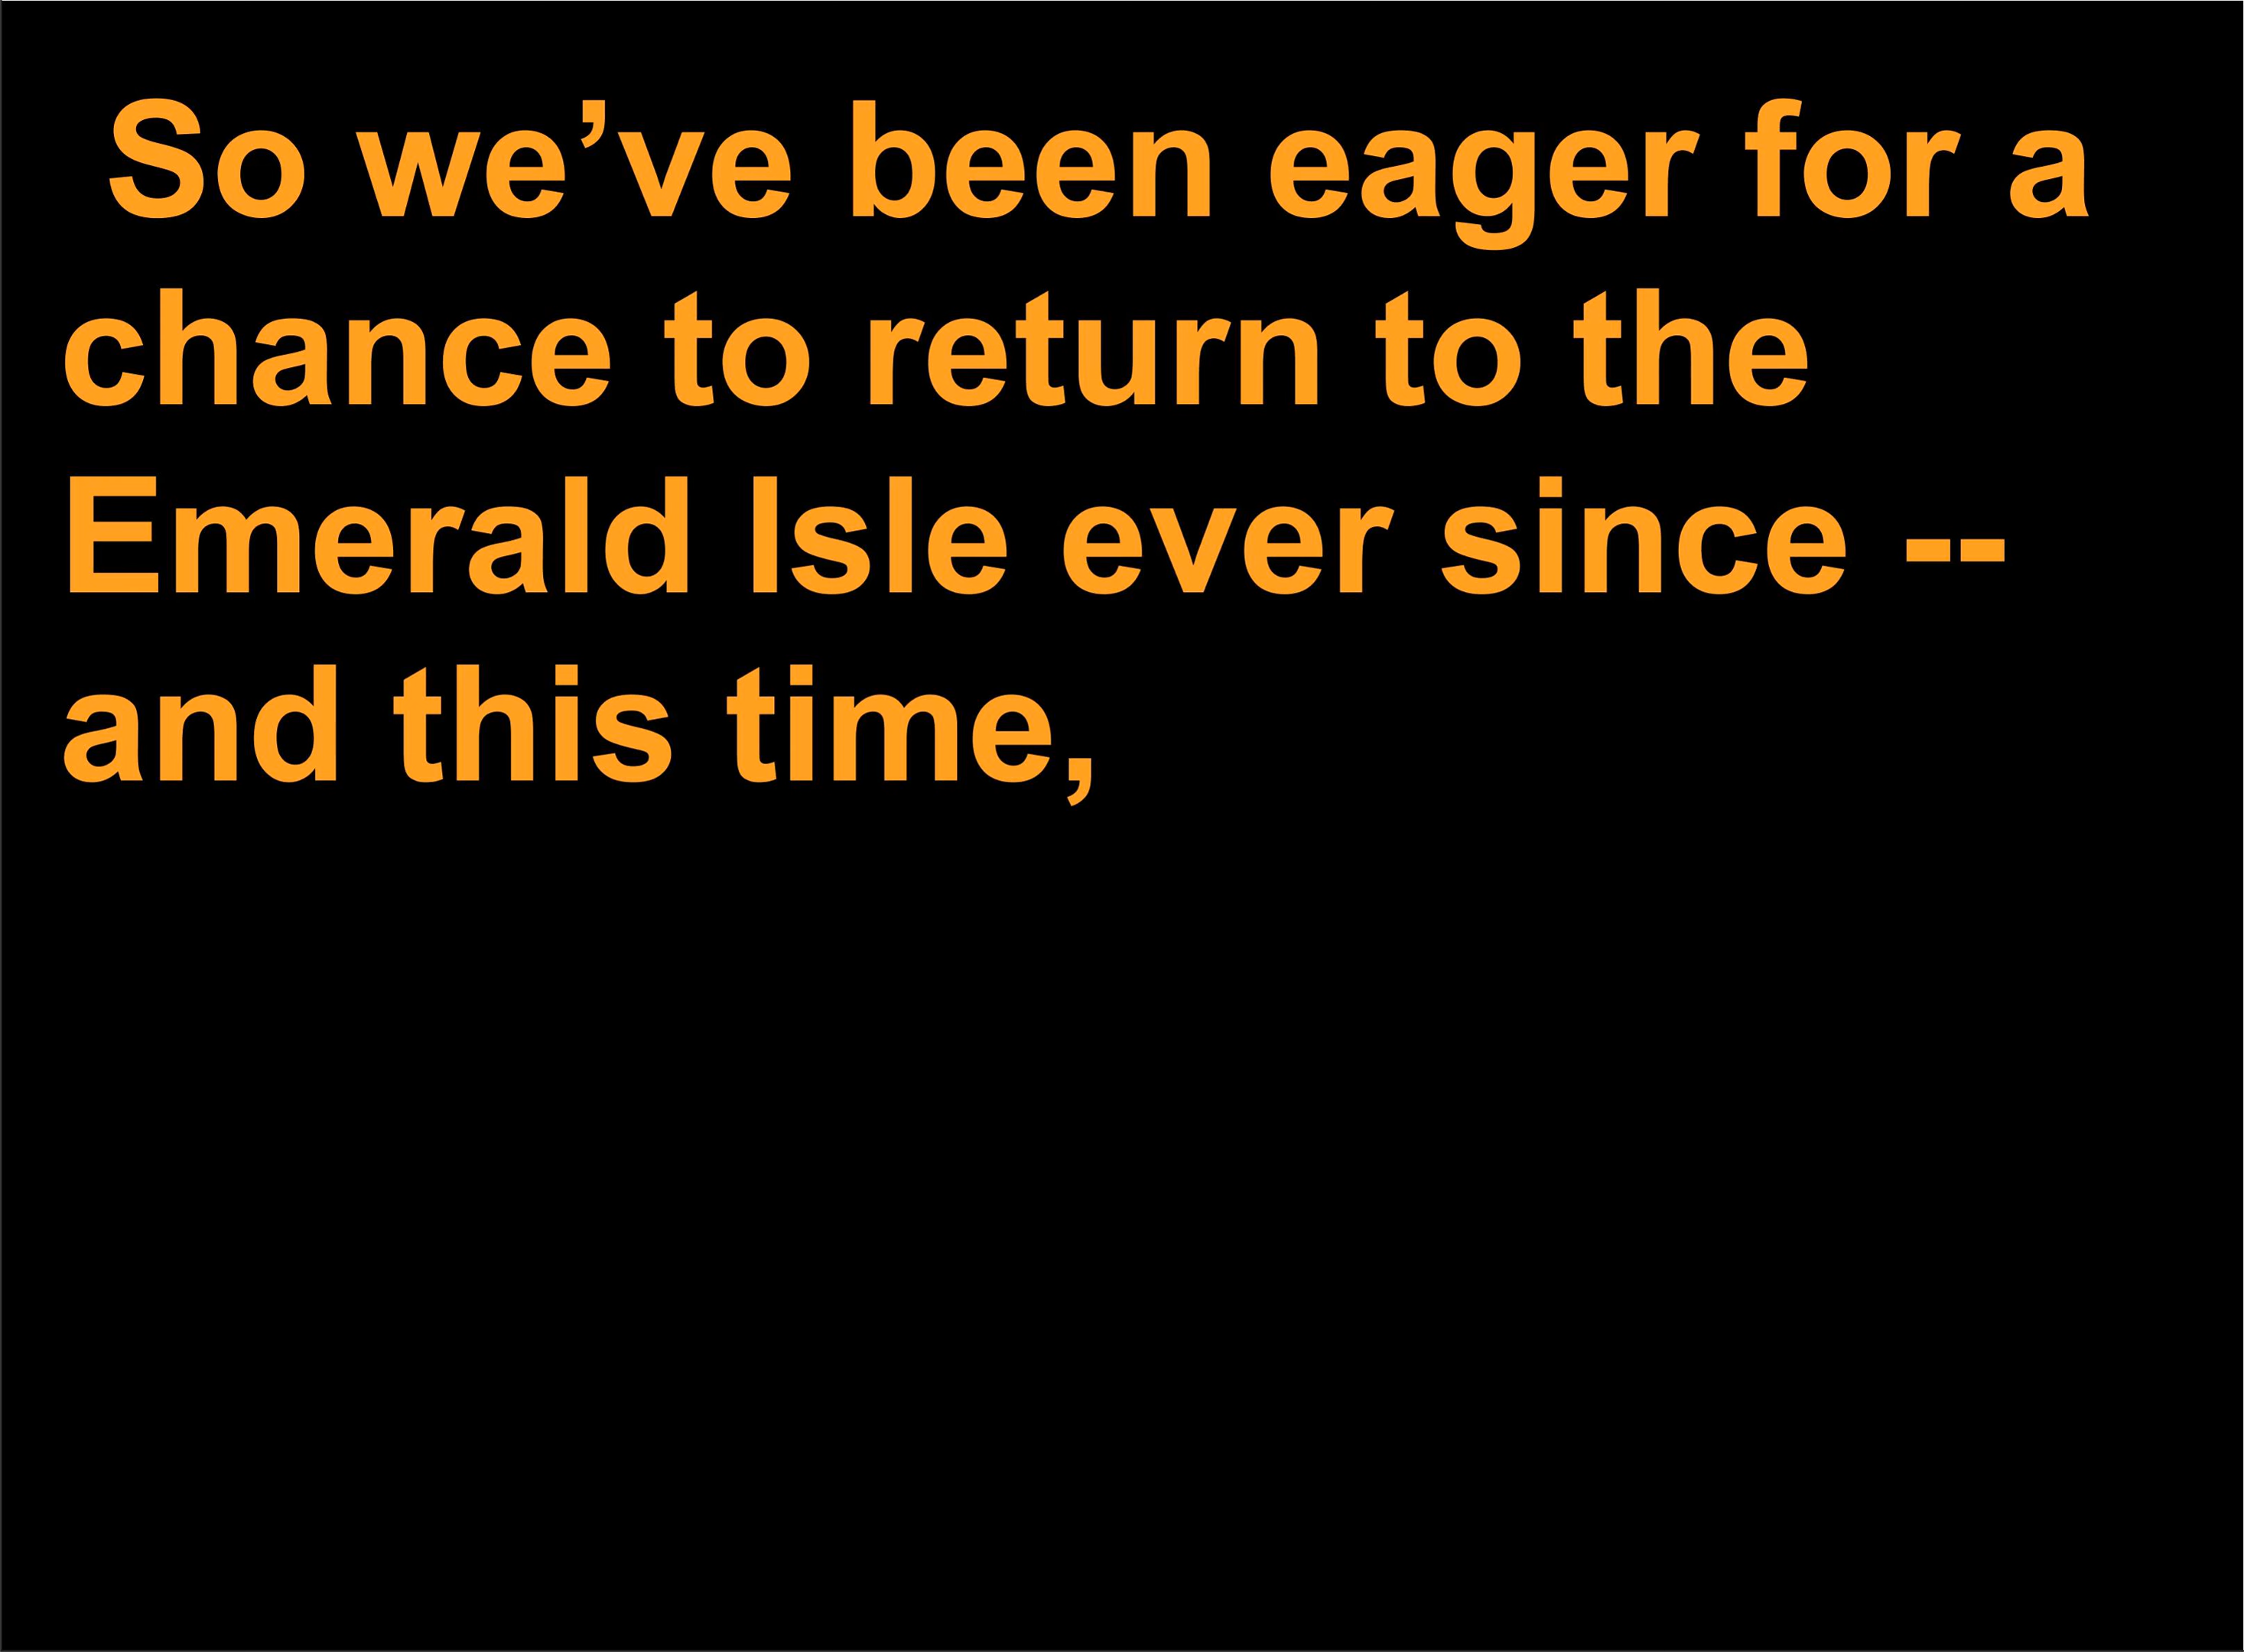 So we’ve been eager for a
chance to return to the
Emerald Isle ever since --
and this time,